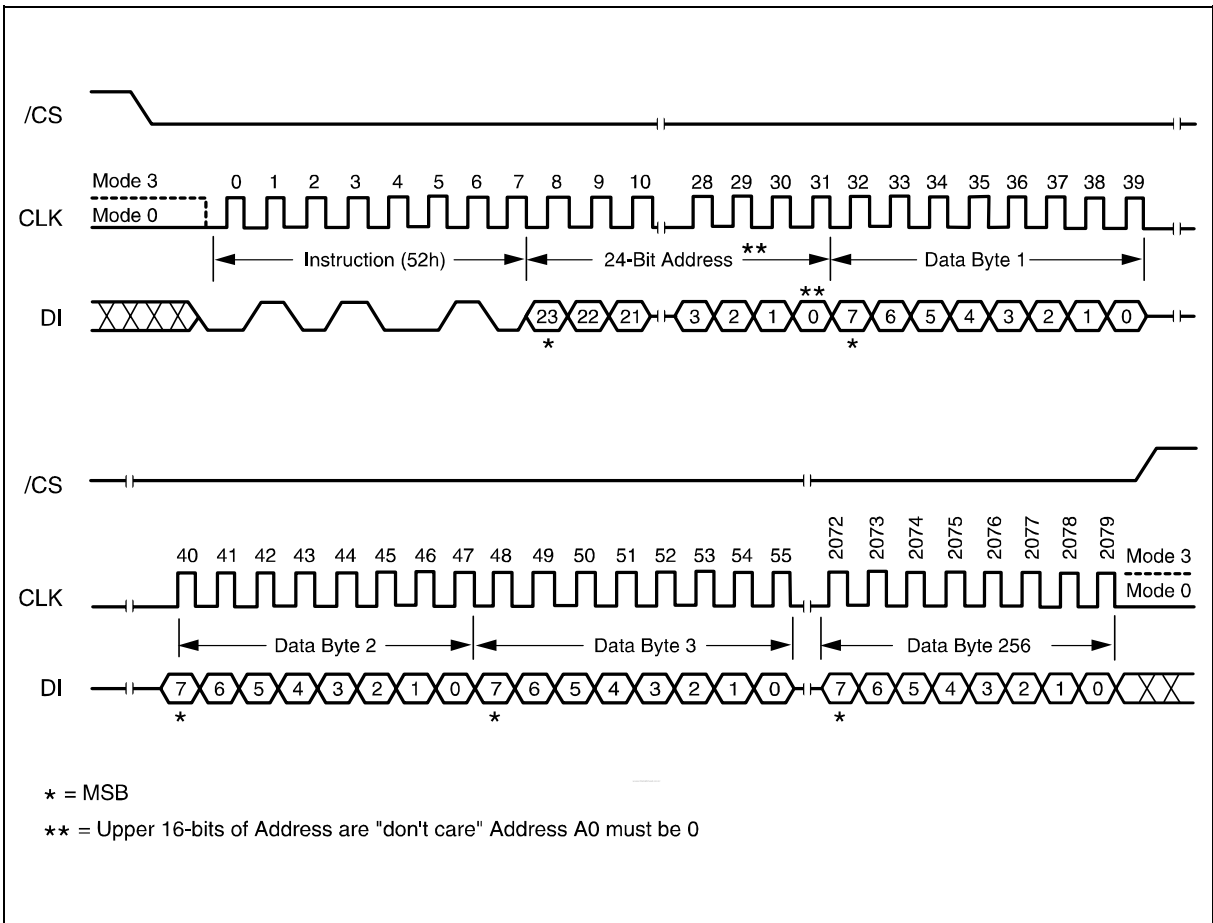 /CS
Mode 3
0 1 2 3 4 5 6 7 8 9 10 28 29 30 31 32 33 34 35 36 37 38 39
CLK
Mode 0
Instruction (52h) 24-Bit Address ** Data Byte 1
**
DI 23 22 21 3 2 1 0 7 6 5 4 3 2 1 0
* *
/CS
40 41 42 43 44 45 46 47 48 49 50 51 52 53 54 55 2072 2073 2074 2075 2076 2077 2078 2079
Mode 3
CLK
Mode 0
Data Byte 2 Data Byte 3 Data Byte 256
DI 7 6 5 4 3 2 1 0 7 6 5 4 3 2 1 0 7 6 5 4 3 2 1 0
* * *
* = MSB
** = Upper 16-bits of Address are "don't care" Address A0 must be 0